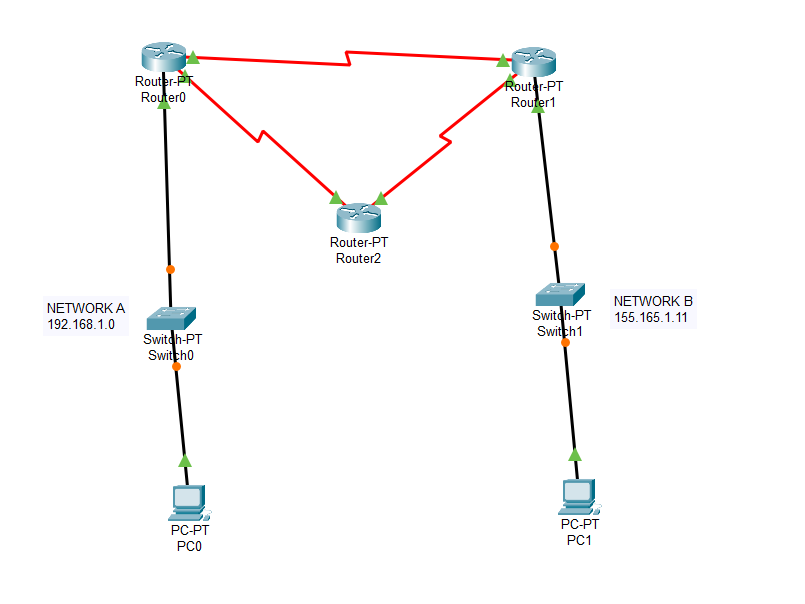 Router-PT
Router0
Router-PT
Router1
Router-PT
Router2
NETWORK A
192.168.1.0
Switch-PT
Switch0
Switch-PT
Switch1
NETWORK B
155.165.1.11
PC-PT
PC0
PC-PT
PC1